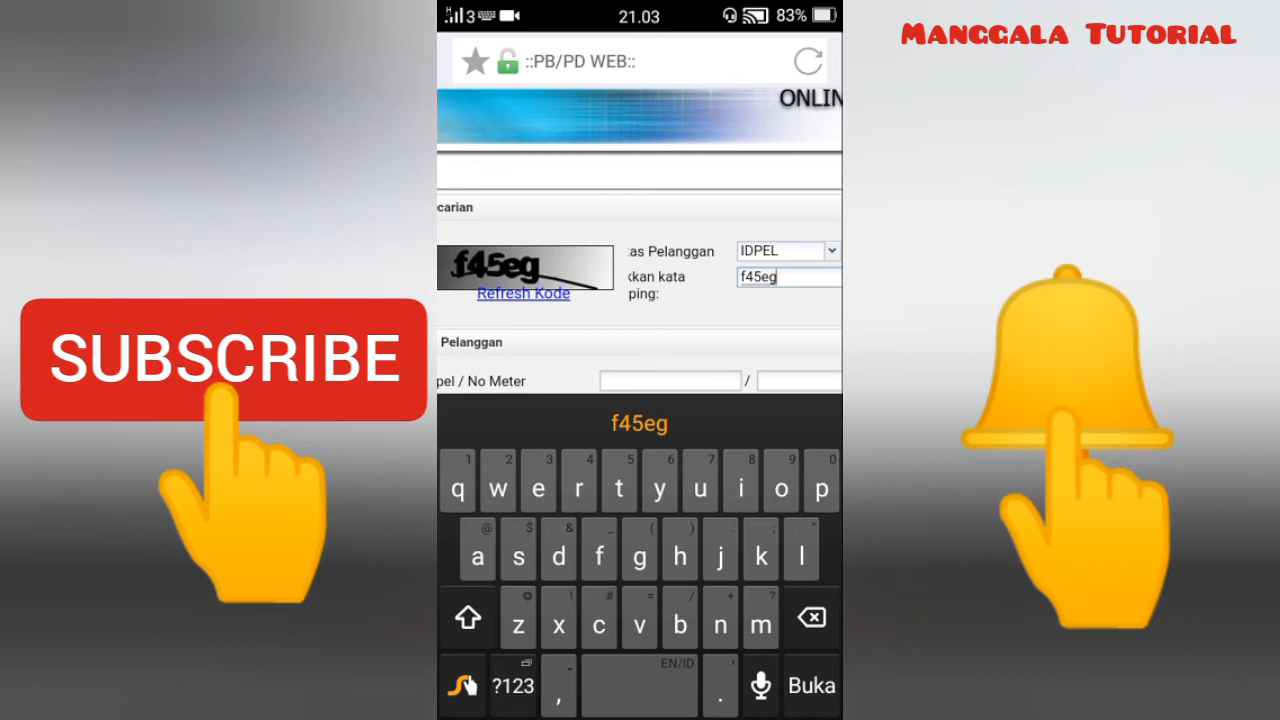 Manggala Tutorial
H 3 21.03 83%
::PB/PD WEB::
ONLIN
carian
f45eg
Refresh Kode
tas Pelanggan IDPEL
kkan kata f45eg
ping:
Pelanggan
pel / No Meter /
SUBSCRIBE
f45eg
1 2 3 4 5 6 7 8 9 0
q w e r t y u i o p
@ $ & _ ( ) : ; "
a s d f g h j k l
! # = / + ?
z x c v b n m
EN/ID
?123 , . Buka